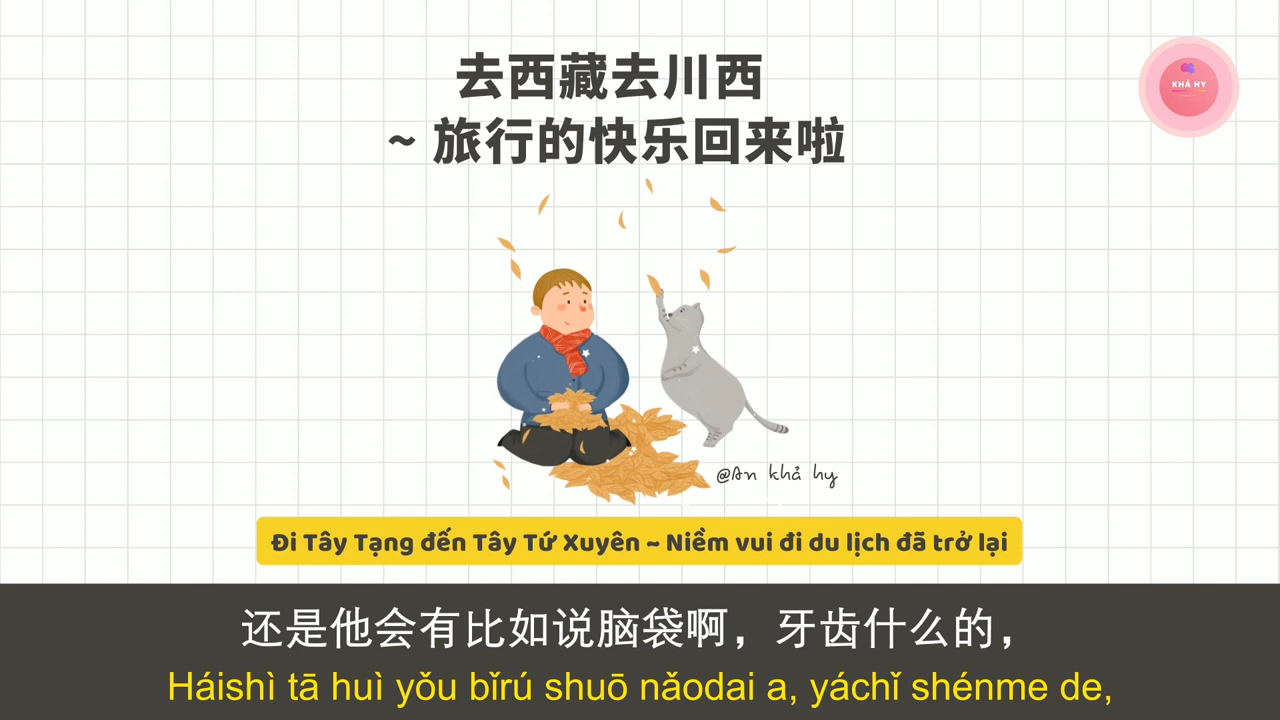 去西藏去川西
~ 旅行的快乐回来啦
KHẢ HY
@An khả hy
Đi Tây Tạng đến Tây Tứ Xuyên ~ Niềm vui đi du lịch đã trở lại
还是他会有比如说脑袋啊，牙齿什么的，
Háishì tā huì yǒu bǐrú shuō nǎodai a, yáchǐ shénme de,